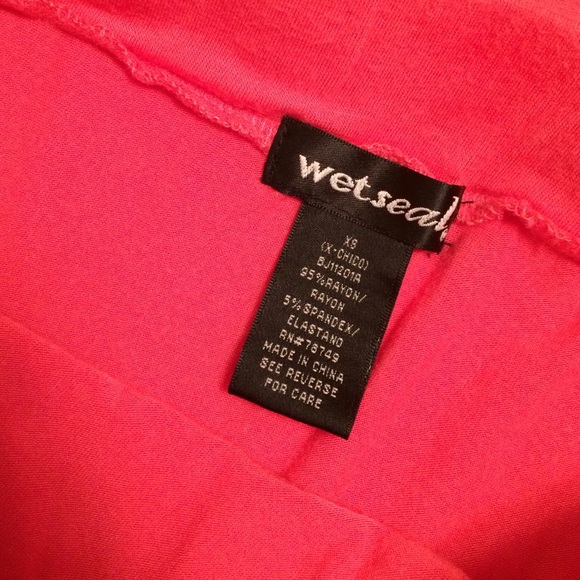 wetseal
XS
(X-CHICO)
BJ11201A
95%RAYON/
RAYON
5%SPANDEX/
ELASTANO
RN#78749
MADE IN CHINA
SEE REVERSE
FOR CARE